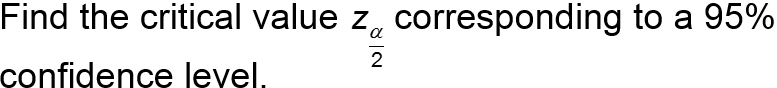 Find the critical value z_{α/2} corresponding to a 95%
confidence level.